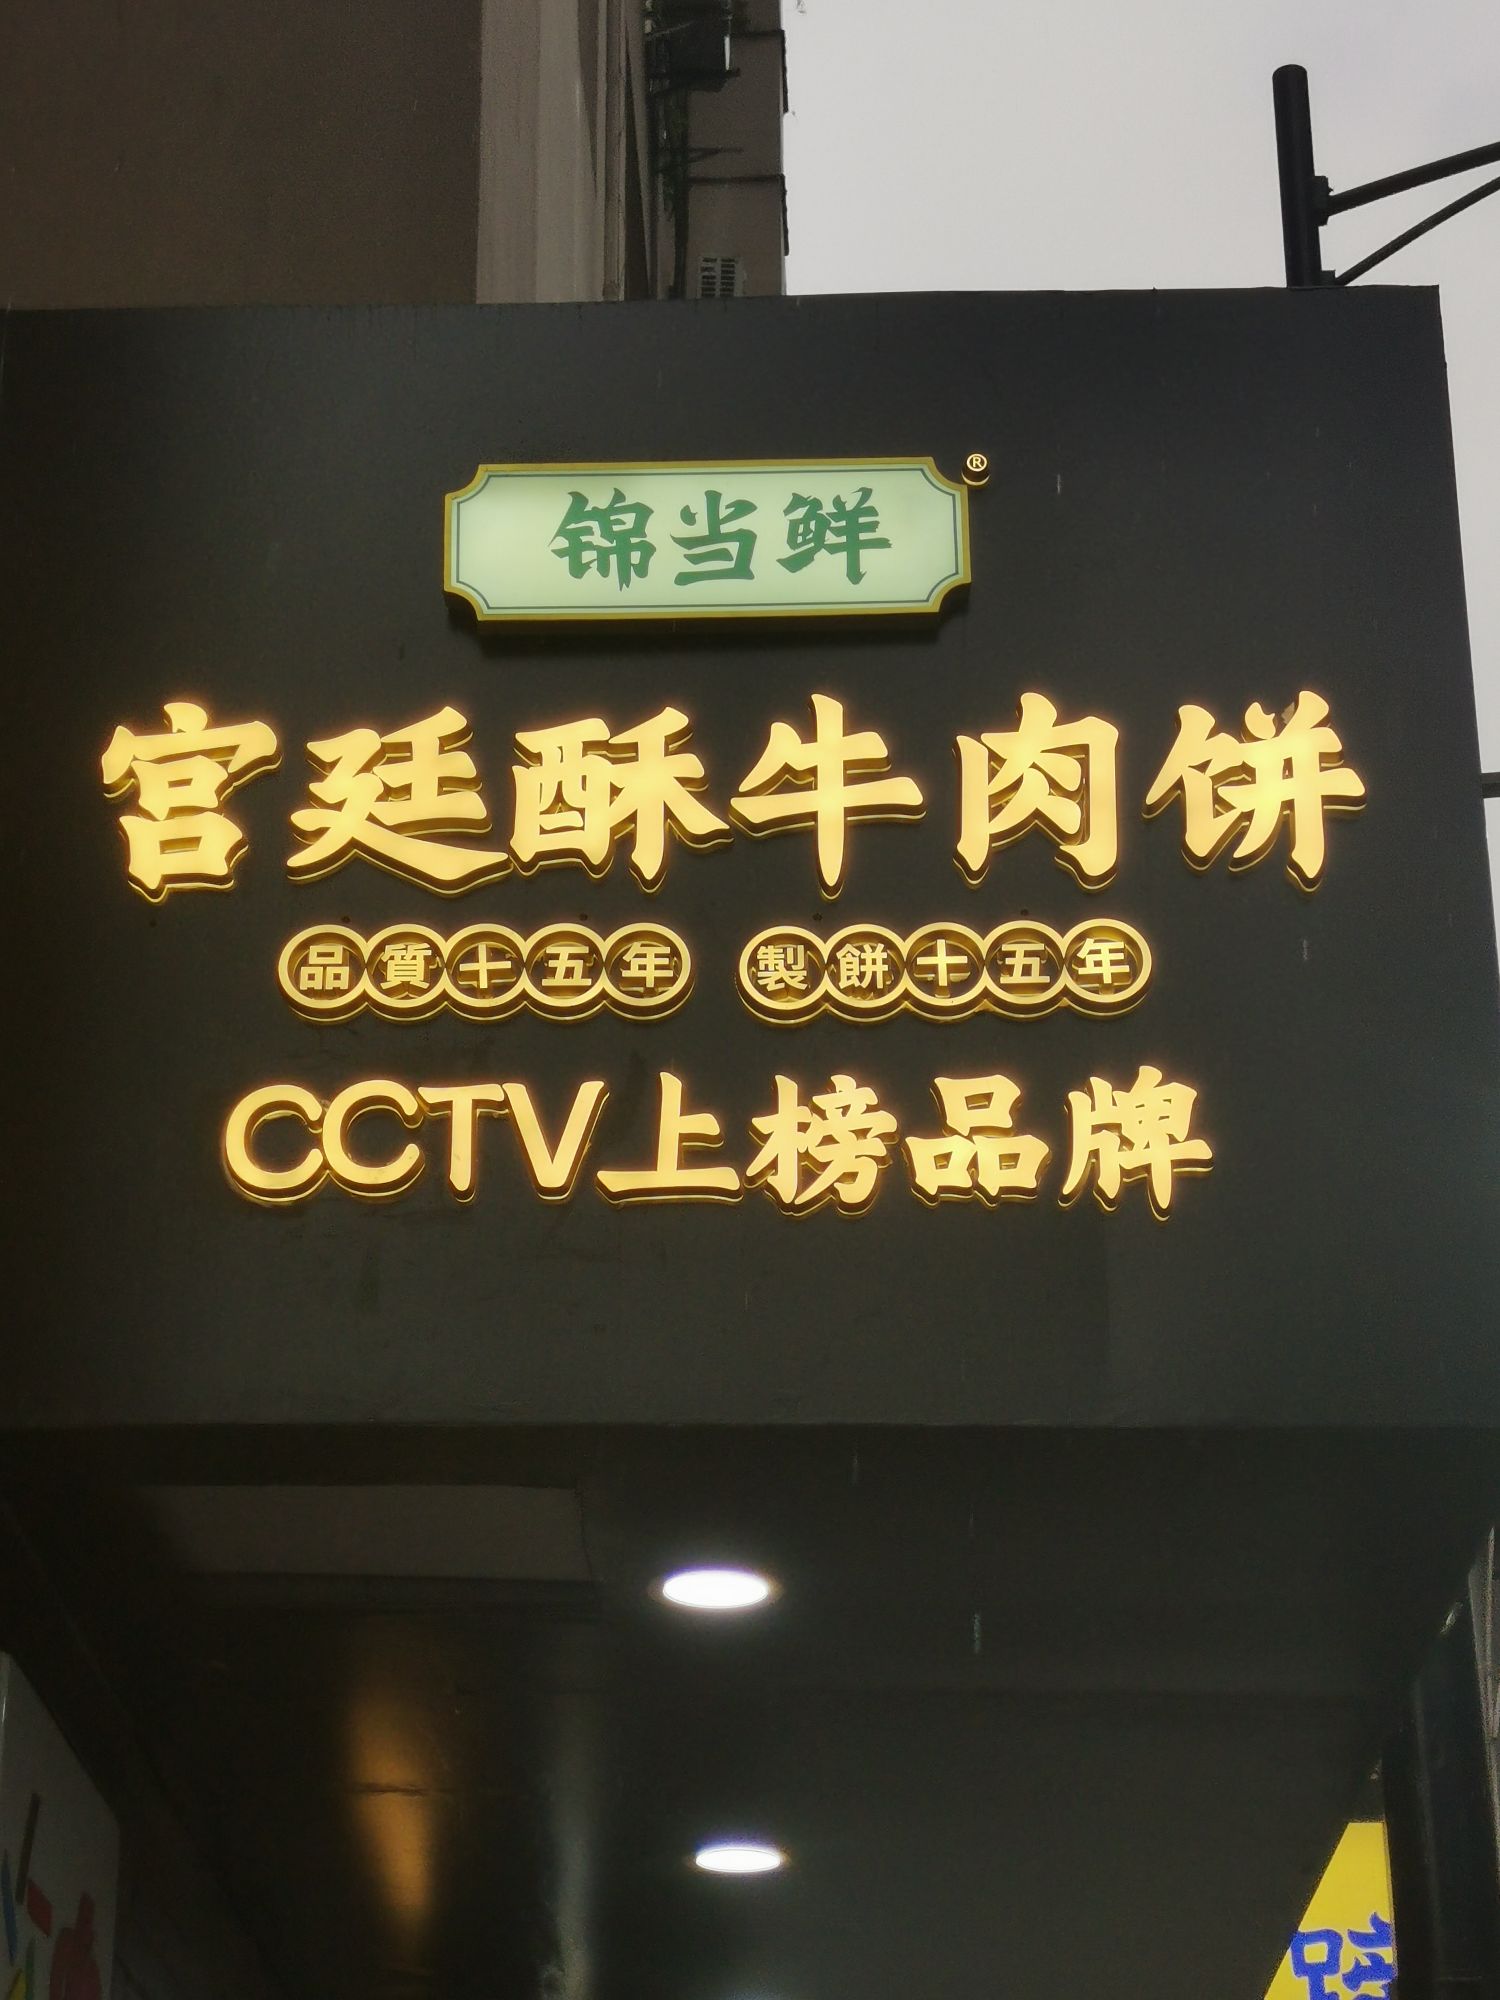 锦当鲜®
宫廷酥牛肉饼
品質十五年 製餅十五年
CCTV上榜品牌